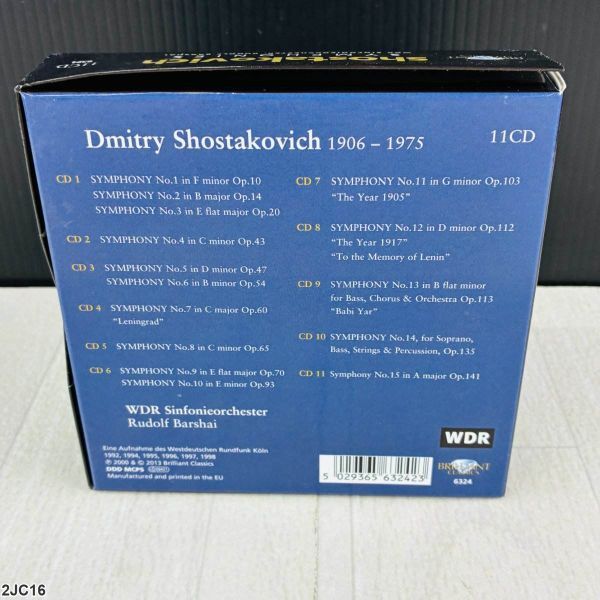 shostakovich
11CD
Dmitry Shostakovich 1906 – 1975
11CD
CD 1 SYMPHONY No.1 in F minor Op.10
SYMPHONY No.2 in B major Op.14
SYMPHONY No.3 in E flat major Op.20
CD 2 SYMPHONY No.4 in C minor Op.43
CD 3 SYMPHONY No.5 in D minor Op.47
SYMPHONY No.6 in B minor Op.54
CD 4 SYMPHONY No.7 in C major Op.60
“Leningrad”
CD 5 SYMPHONY No.8 in C minor Op.65
CD 6 SYMPHONY No.9 in E flat major Op.70
SYMPHONY No.10 in E minor Op.93
CD 7 SYMPHONY No.11 in G minor Op.103
“The Year 1905”
CD 8 SYMPHONY No.12 in D minor Op.112
“The Year 1917”
“To the Memory of Lenin”
CD 9 SYMPHONY No.13 in B flat minor
for Bass, Chorus & Orchestra Op.113
“Babi Yar”
CD 10 SYMPHONY No.14, for Soprano,
Bass, Strings & Percussion, Op.135
CD 11 Symphony No.15 in A major Op.141
WDR Sinfonieorchester
Rudolf Barshai
Eine Aufnahme des Westdeutschen Rundfunk Köln
1992, 1994, 1995, 1996, 1997, 1998
℗ 2000 & © 2013 Brilliant Classics
DDD MCPS
Manufactured and printed in the EU
5 029365 632423
WDR
BRILLIANT
CLASSICS
6324
2JC16